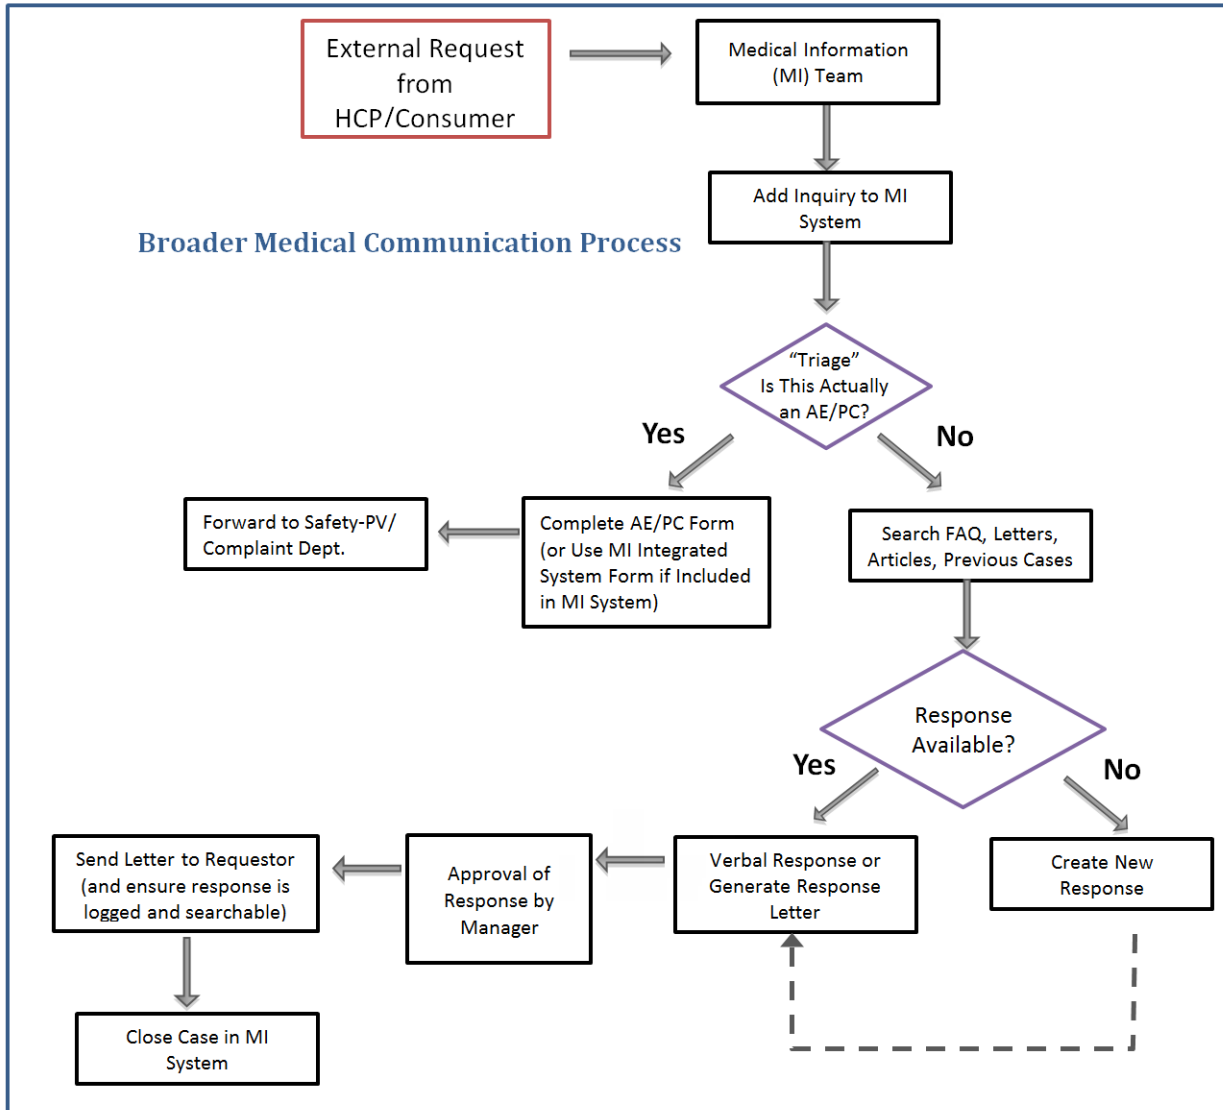 External Request
from
HCP/Consumer
Medical Information
(MI) Team
Add Inquiry to MI
System
Broader Medical Communication Process
“Triage”
Is This Actually
an AE/PC?
Yes
No
Forward to Safety-PV/
Complaint Dept.
Complete AE/PC Form
(or Use MI Integrated
System Form if Included
in MI System)
Search FAQ, Letters,
Articles, Previous Cases
Response
Available?
Yes
No
Send Letter to Requestor
(and ensure response is
logged and searchable)
Approval of
Response by
Manager
Verbal Response or
Generate Response
Letter
Create New
Response
Close Case in MI
System